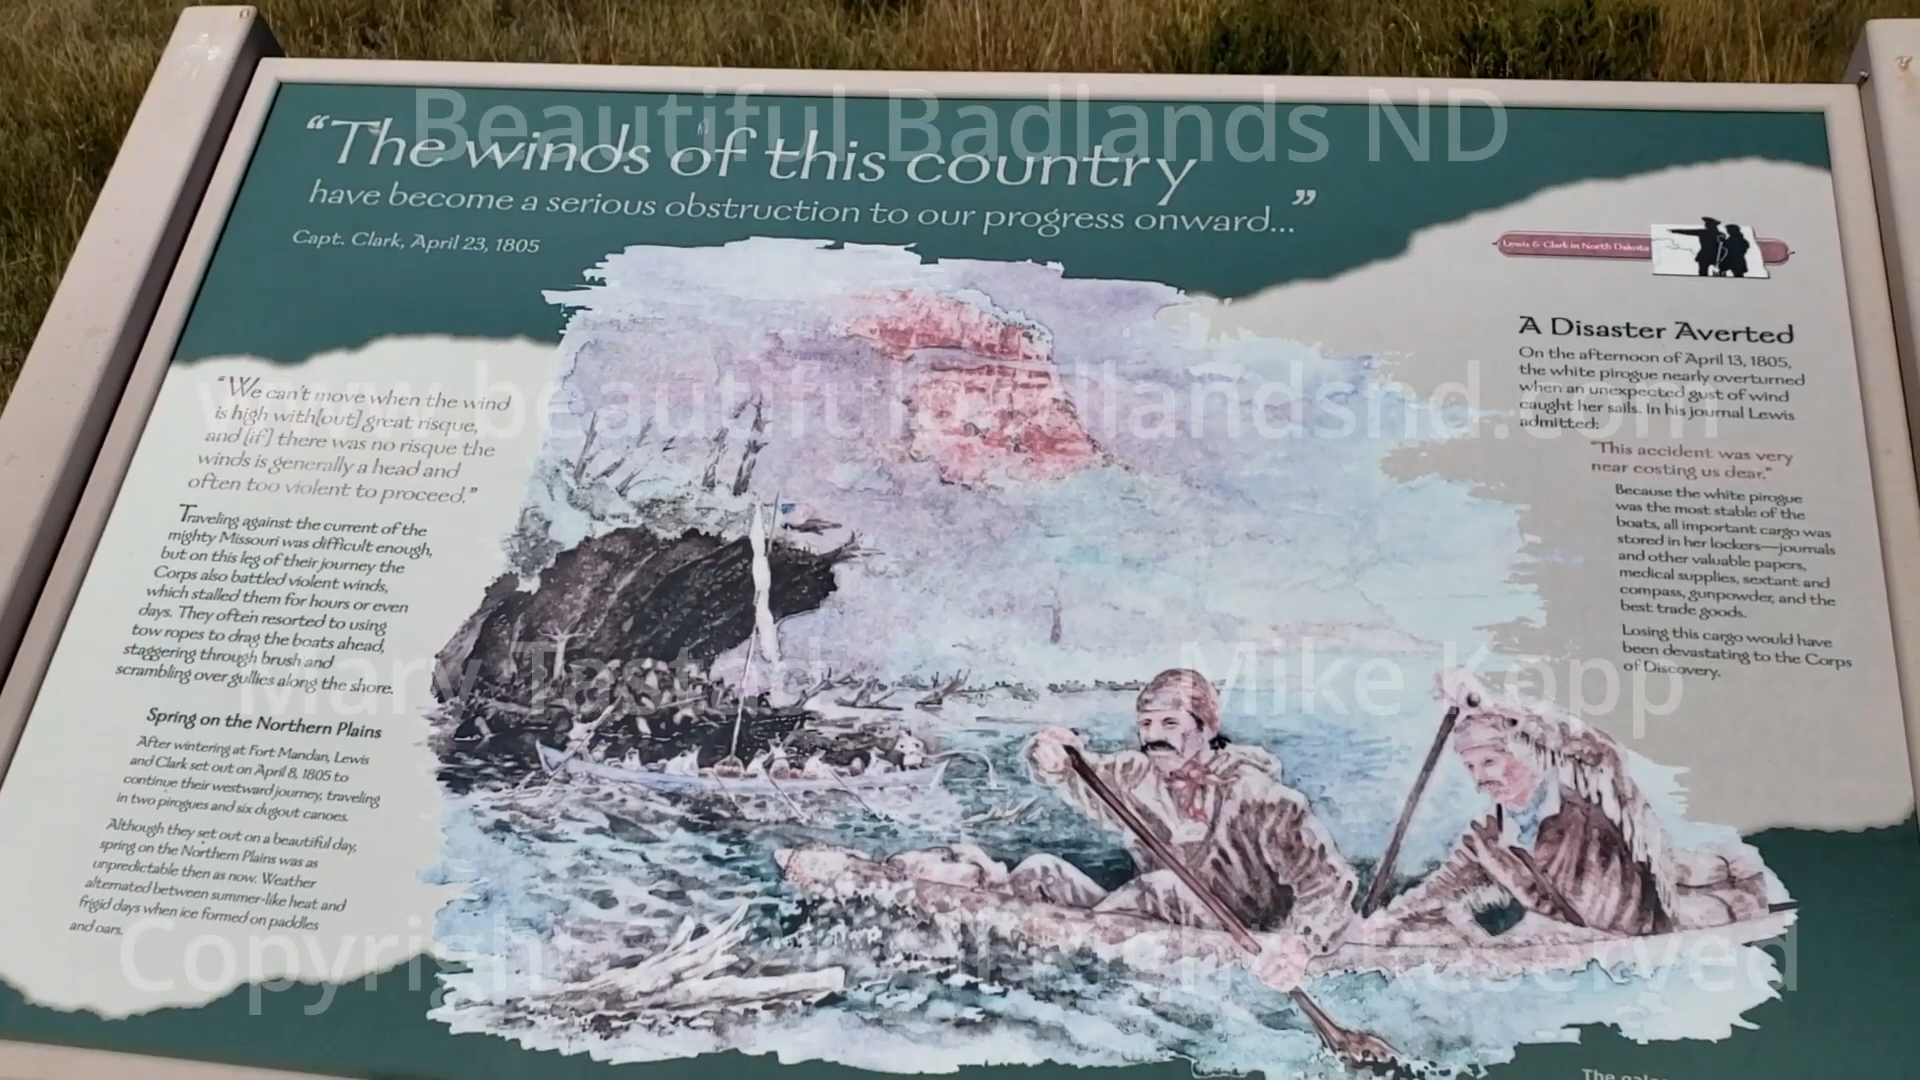 Beautiful Badlands ND
"The winds of this country
have become a serious obstruction to our progress onward..."
Capt. Clark, April 23, 1805
"We can't move when the wind
is high with[out] great risque,
and [if] there was no risque the
winds is generally a head and
often too violent to proceed."
Traveling against the current of the
mighty Missouri was difficult enough,
but on this leg of their journey the
Corps also battled violent winds,
which stalled them for hours or even
days. They often resorted to using
tow ropes to drag the boats ahead,
staggering through brush and
scrambling over gullies along the shore.
Spring on the Northern Plains
After wintering at Fort Mandan, Lewis
and Clark set out on April 8, 1805 to
continue their westward journey, traveling
in two pirogues and six dugout canoes.
Although they set out on a beautiful day,
spring on the Northern Plains was as
unpredictable then as now. Weather
alternated between summer-like heat and
frigid days when ice formed on paddles
and oars.
Lewis & Clark in North Dakota
A Disaster Averted
On the afternoon of April 13, 1805,
the white pirogue nearly overturned
when an unexpected gust of wind
caught her sails. In his journal Lewis
admitted:
"This accident was very
near costing us dear."
Because the white pirogue
was the most stable of the
boats, all important cargo was
stored in her lockers—journals
and other valuable papers,
medical supplies, sextant and
compass, gunpowder, and the
best trade goods.
Losing this cargo would have
been devastating to the Corps
of Discovery.
www.beautifulbadlandsnd.com
Mary Tastad Mike Kopp
Copyright All Rights Reserved
The